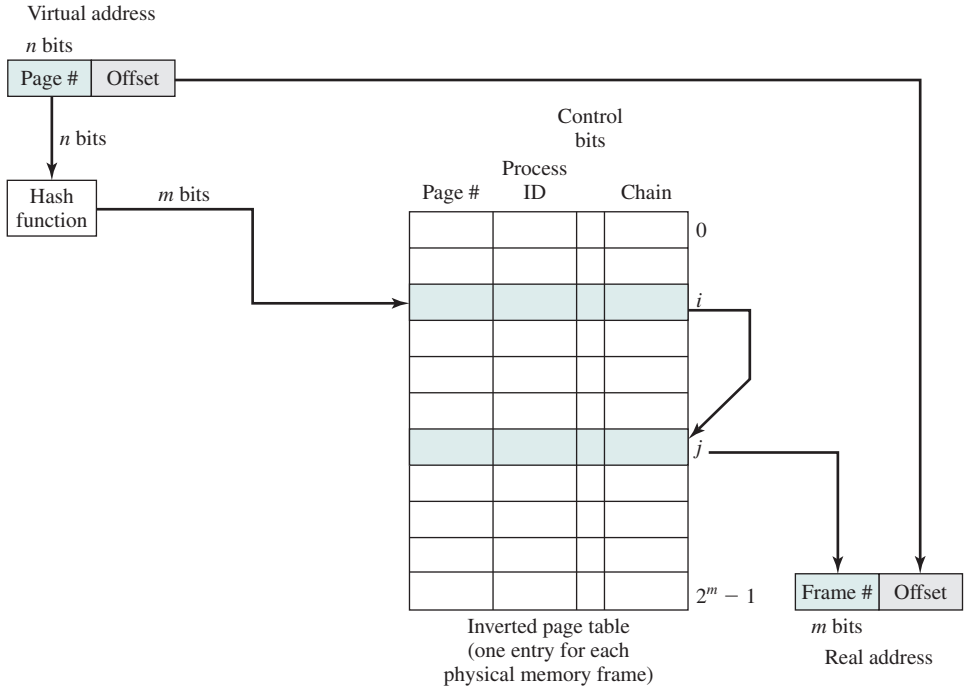 Virtual address
n bits
Page # Offset
n bits
Hash
function
m bits
Control
bits
Process
ID
Page #
Chain
0
i
j
2^m − 1
Inverted page table
(one entry for each
physical memory frame)
Frame # Offset
m bits
Real address